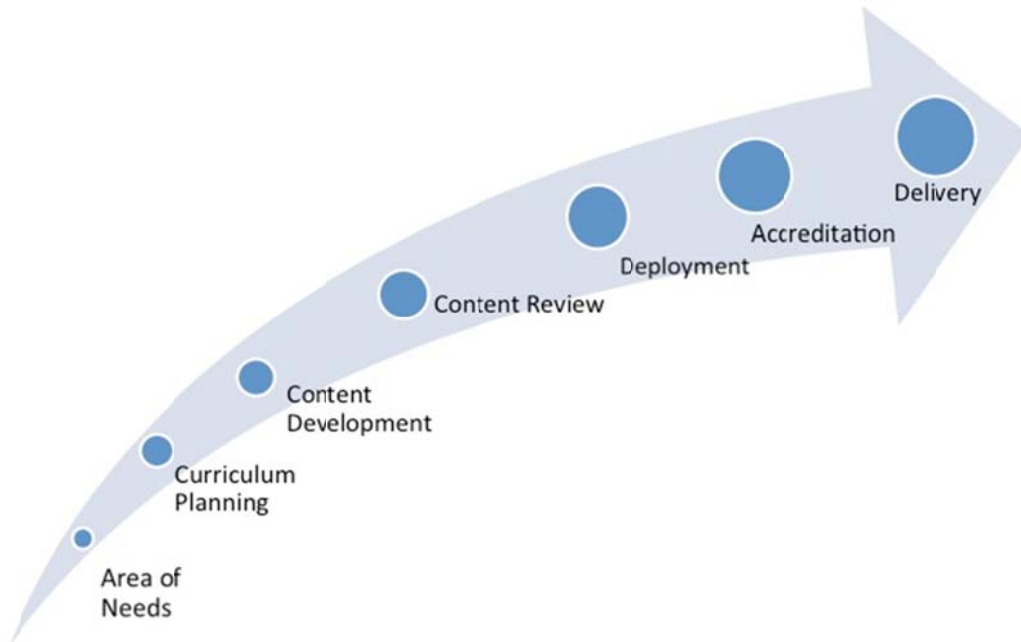 Delivery
Accreditation
Deployment
Content Review
Content
Development
Curriculum
Planning
Area of
Needs